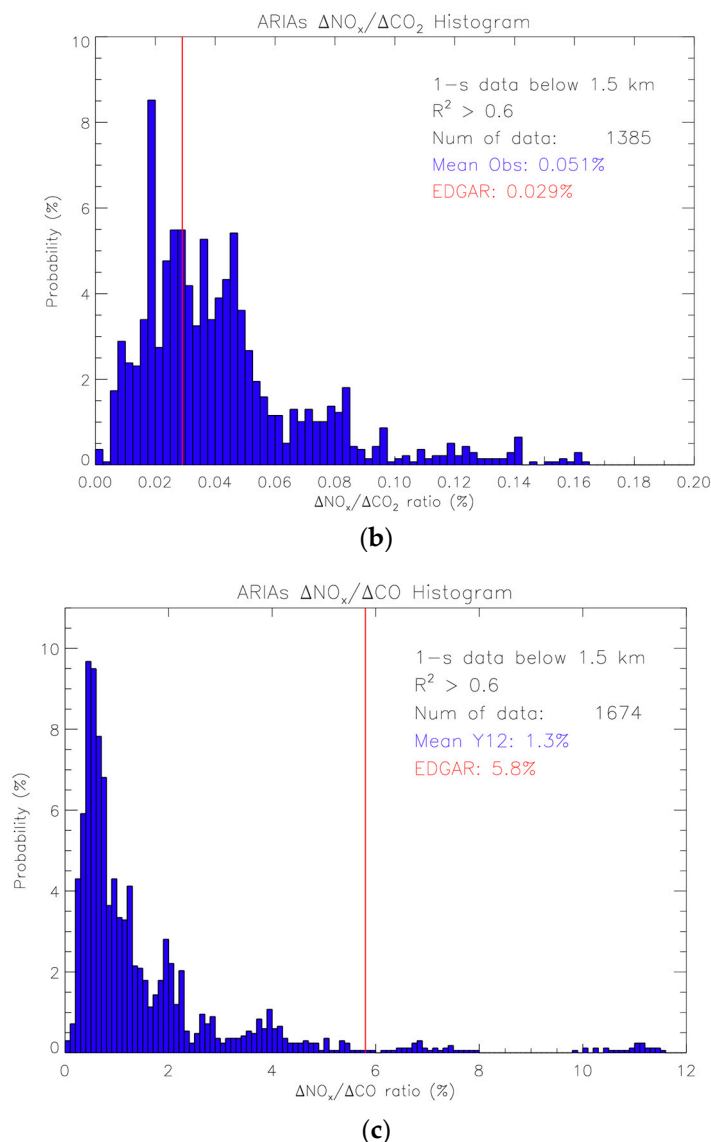 ARIAs ΔNOₓ/ΔCO₂ Histogram
10
8
6
4
2
0
Probability (%)
1-s data below 1.5 km
R² > 0.6
Num of data: 1385
Mean Obs: 0.051%
EDGAR: 0.029%
0.00 0.02 0.04 0.06 0.08 0.10 0.12 0.14 0.16 0.18 0.20
ΔNOₓ/ΔCO₂ ratio (%)
(b)
ARIAs ΔNOₓ/ΔCO Histogram
10
8
6
4
2
0
Probability (%)
1-s data below 1.5 km
R² > 0.6
Num of data: 1674
Mean Y12: 1.3%
EDGAR: 5.8%
0 2 4 6 8 10 12
ΔNOₓ/ΔCO ratio (%)
(c)